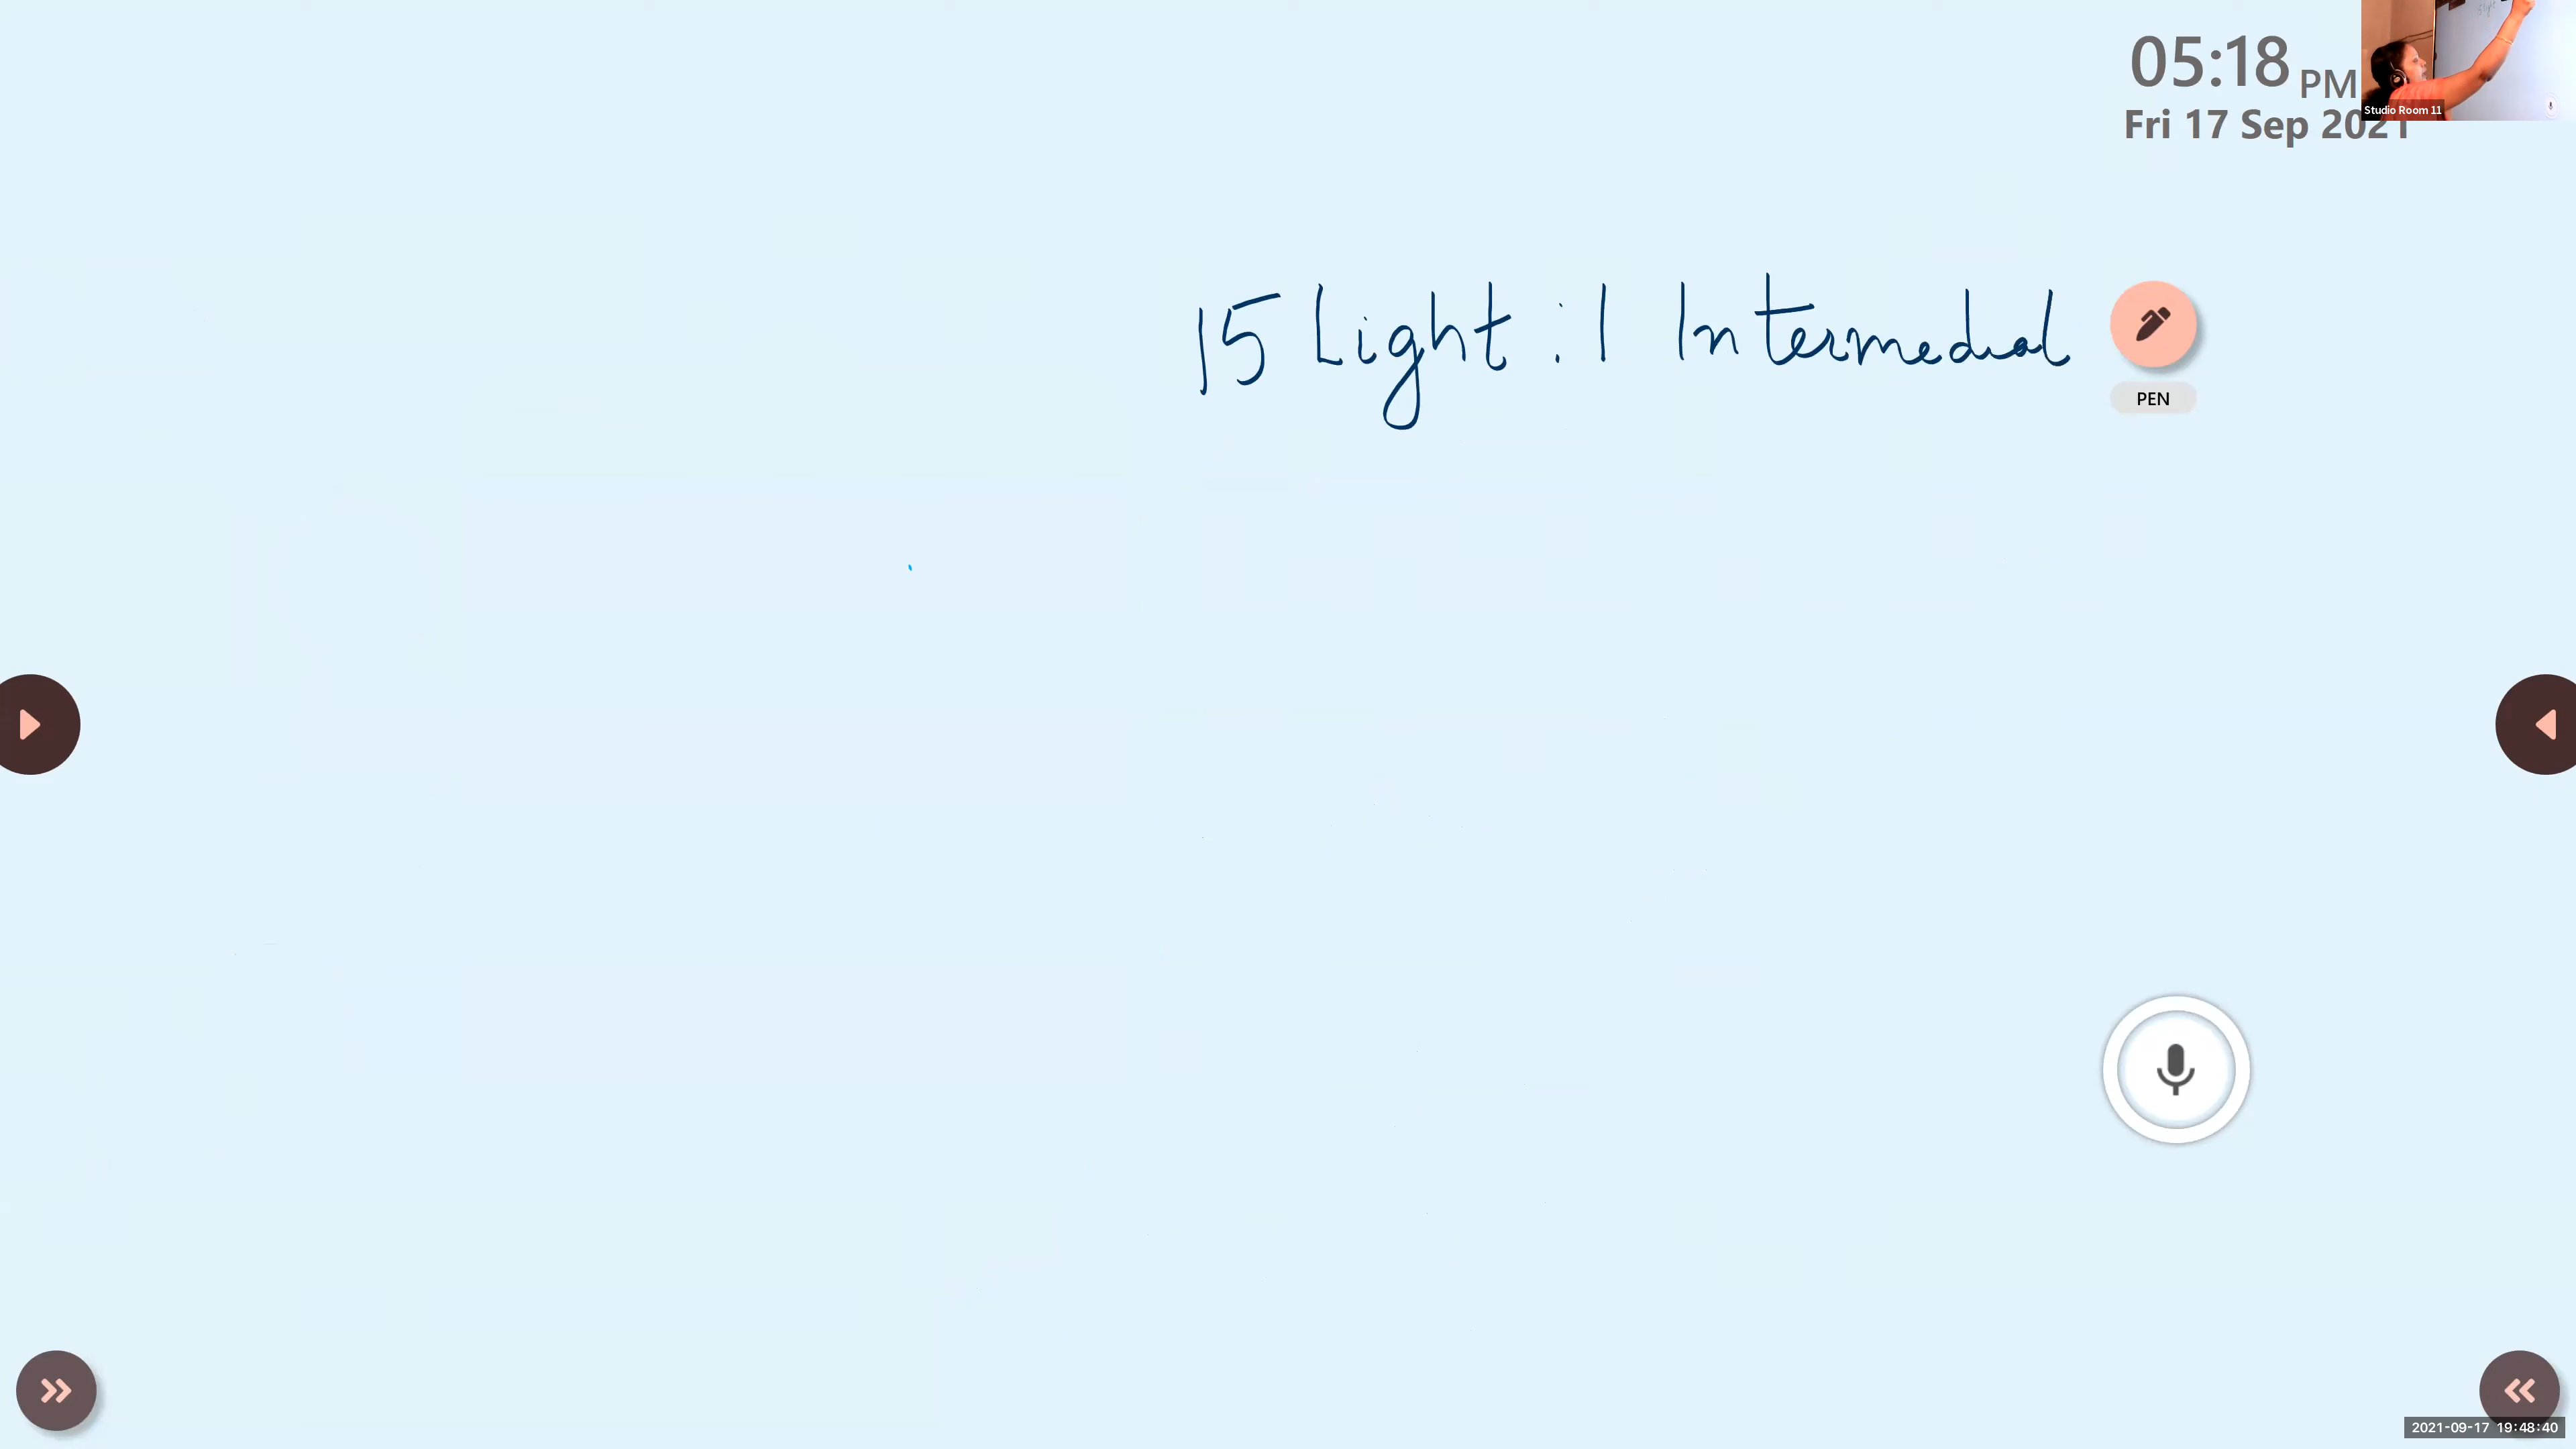 05:18 PM
Fri 17 Sep 2021
Studio Room 11
15 Light : 1 Intermedial
PEN
2021-09-17 19:48:40